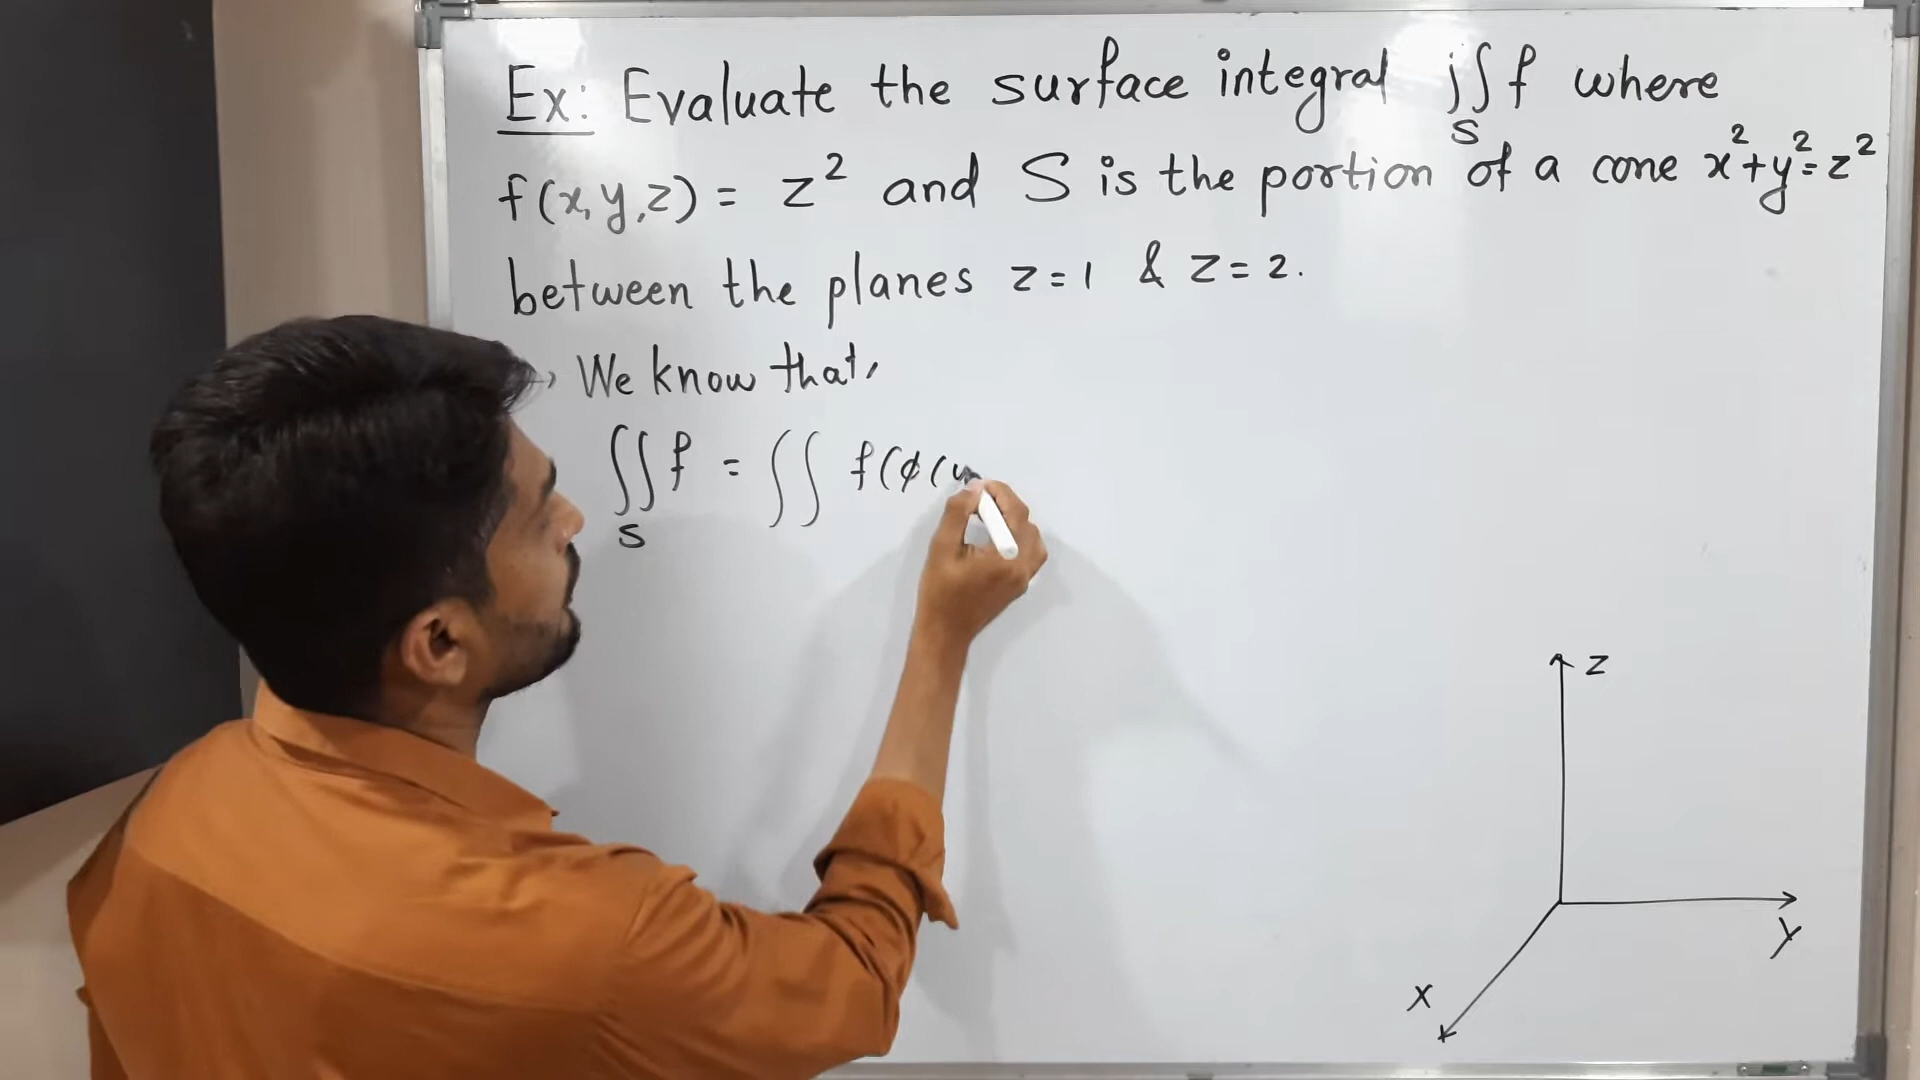 Ex: Evaluate the surface integral ∬_S f where
f(x,y,z) = z² and S is the portion of a cone x²+y²=z²
between the planes z=1 & z=2.
→ We know that,
∬_S f = ∬ f(ϕ(u
z
y
x